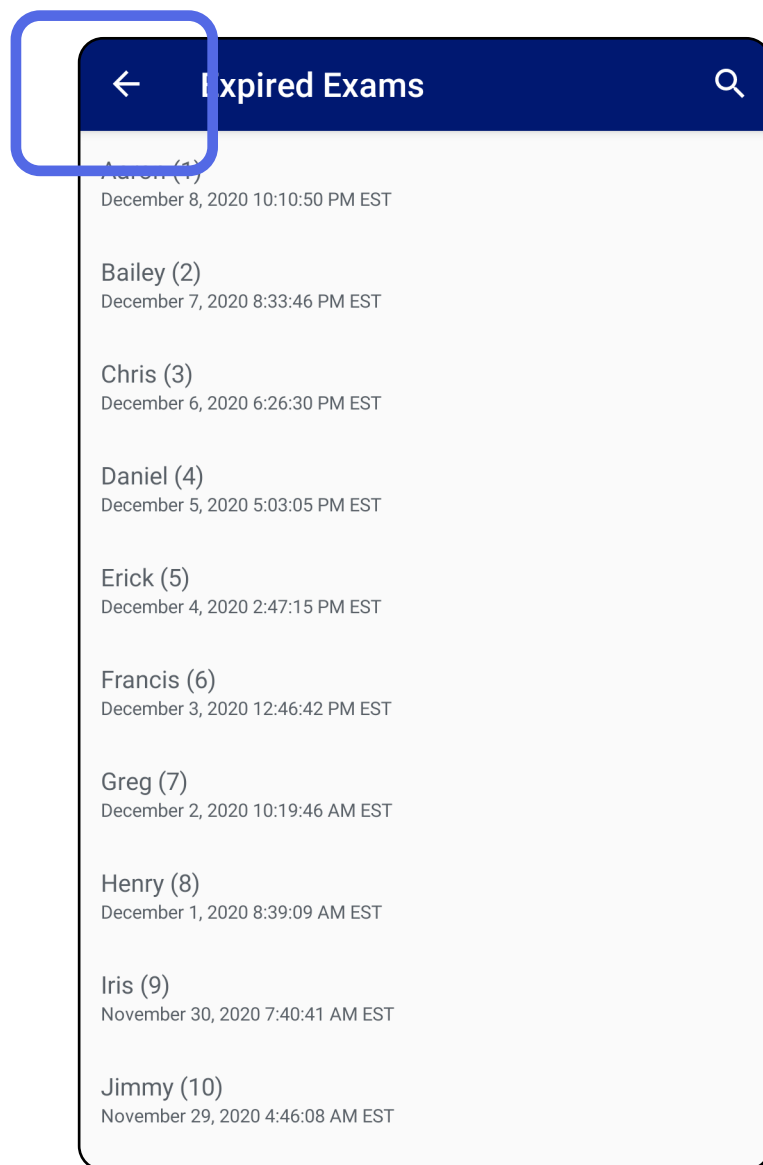 Expired Exams
Aaron (1)
December 8, 2020 10:10:50 PM EST
Bailey (2)
December 7, 2020 8:33:46 PM EST
Chris (3)
December 6, 2020 6:26:30 PM EST
Daniel (4)
December 5, 2020 5:03:05 PM EST
Erick (5)
December 4, 2020 2:47:15 PM EST
Francis (6)
December 3, 2020 12:46:42 PM EST
Greg (7)
December 2, 2020 10:19:46 AM EST
Henry (8)
December 1, 2020 8:39:09 AM EST
Iris (9)
November 30, 2020 7:40:41 AM EST
Jimmy (10)
November 29, 2020 4:46:08 AM EST